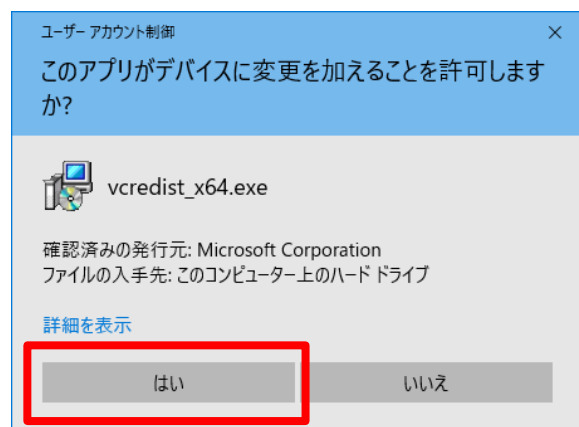 ユーザー アカウント制御
このアプリがデバイスに変更を加えることを許可します
か?
vcredist_x64.exe
確認済みの発行元: Microsoft Corporation
ファイルの入手先: このコンピューター上のハード ドライブ
詳細を表示
はい
いいえ